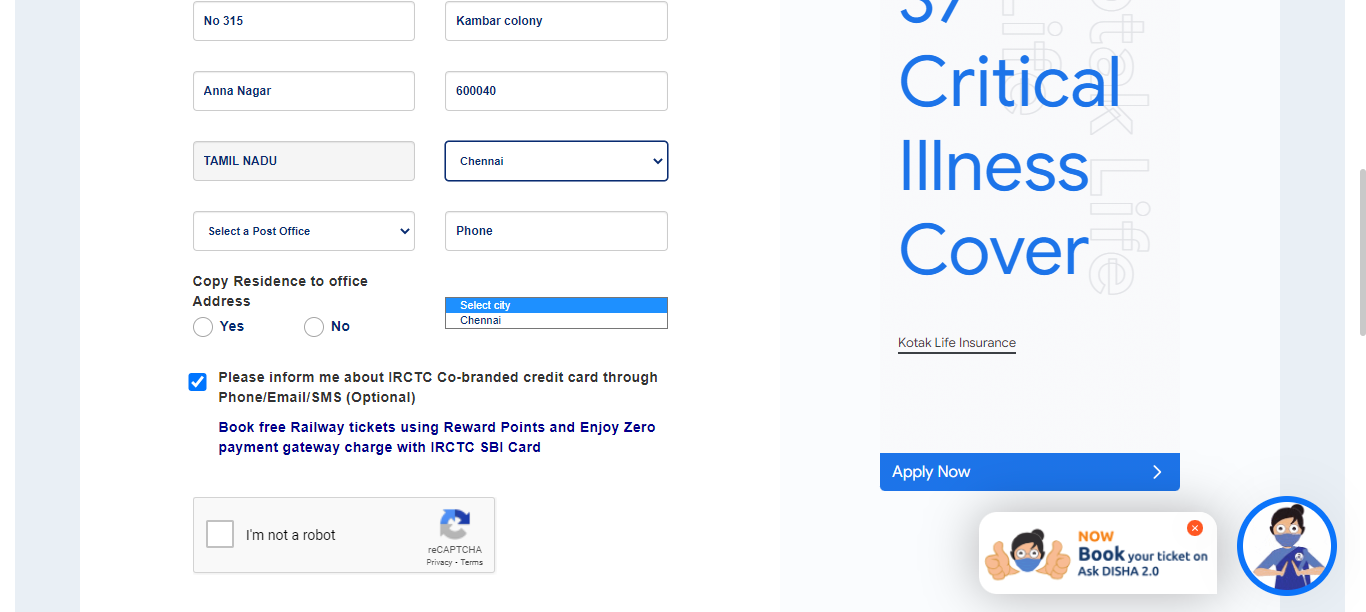 No 315
Kambar colony
Anna Nagar
600040
TAMIL NADU
Chennai
Select a Post Office
Phone
Copy Residence to office
Address
Yes
No
Select city
Chennai
Please inform me about IRCTC Co-branded credit card through
Phone/Email/SMS (Optional)
Book free Railway tickets using Reward Points and Enjoy Zero
payment gateway charge with IRCTC SBI Card
I'm not a robot
reCAPTCHA
Privacy - Terms
37
Critical
Illness
Cover
Kotak Life Insurance
Apply Now
NOW
Book your ticket on
Ask DISHA 2.0